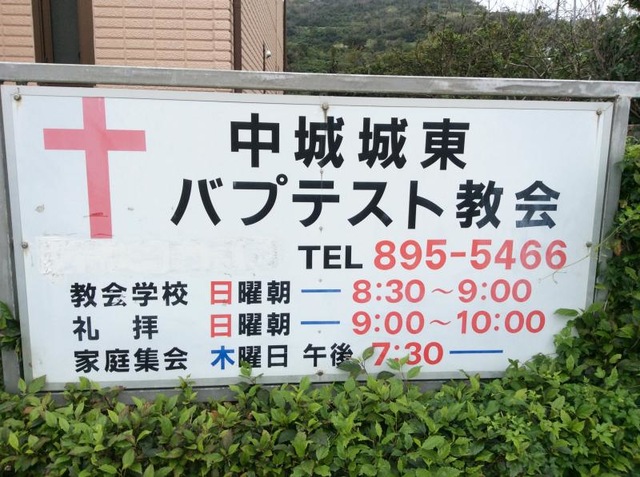 中城城東
バプテスト教会
TEL 895-5466
教会学校 日曜朝 — 8:30～9:00
礼 拝 日曜朝 — 9:00～10:00
家庭集会 木曜日 午後 7:30 —